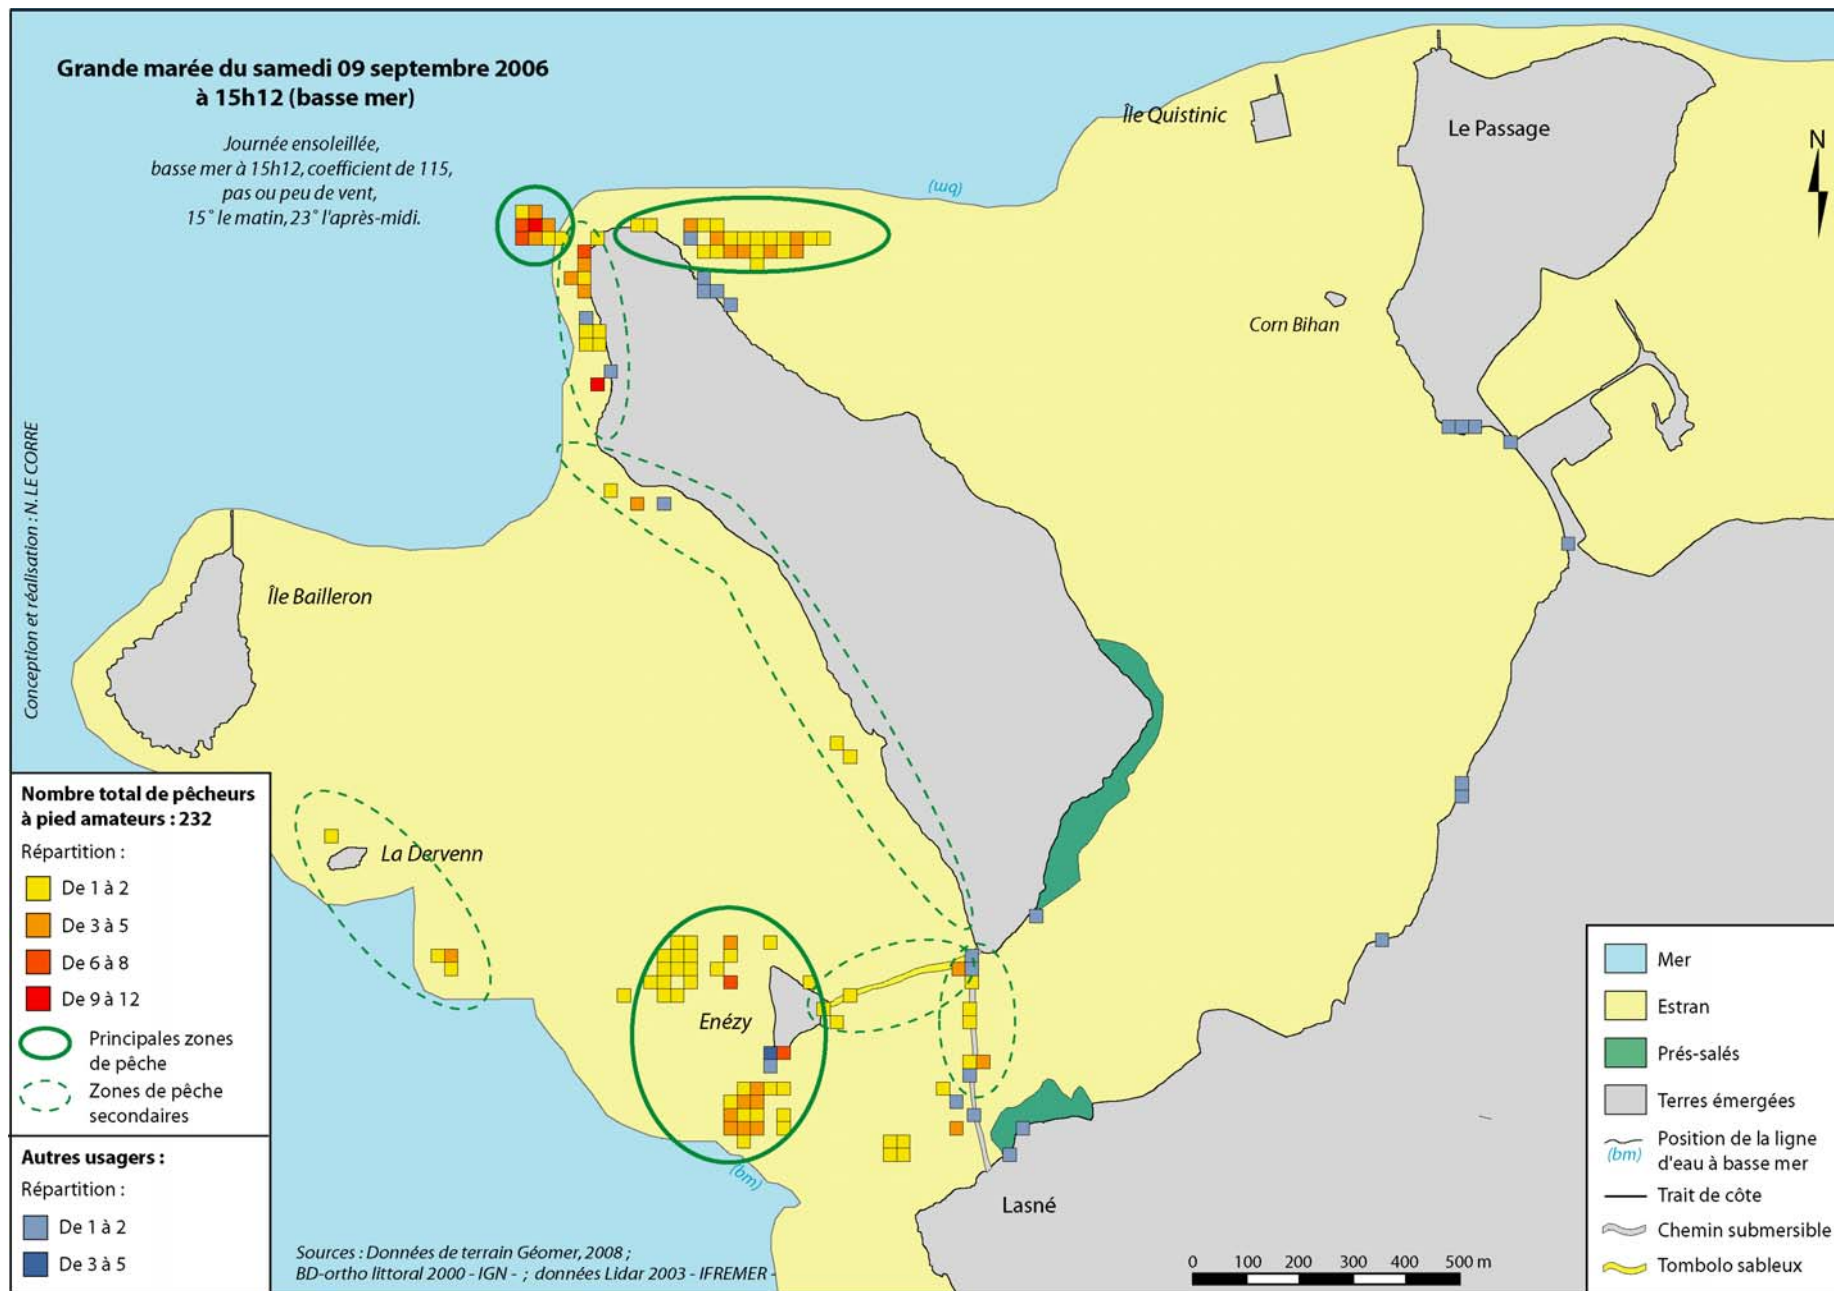 Grande marée du samedi 09 septembre 2006
à 15h12 (basse mer)
Journée ensoleillée,
basse mer à 15h12, coefficient de 115,
pas ou peu de vent,
15° le matin, 23° l'après-midi.
Île Quistinic
Le Passage
N
(bm)
Corn Bihan
Conception et réalisation : N. LE CORRE
Île Bailleron
La Dervenn
Enézy
(bm)
Lasné
Nombre total de pêcheurs
à pied amateurs : 232
Répartition :
De 1 à 2
De 3 à 5
De 6 à 8
De 9 à 12
Principales zones
de pêche
Zones de pêche
secondaires
Autres usagers :
Répartition :
De 1 à 2
De 3 à 5
Sources : Données de terrain Géomer, 2008 ;
BD-ortho littoral 2000 - IGN - ; données Lidar 2003 - IFREMER -
0 100 200 300 400 500 m
Mer
Estran
Prés-salés
Terres émergées
(bm)
Position de la ligne
d'eau à basse mer
Trait de côte
Chemin submersible
Tombolo sableux